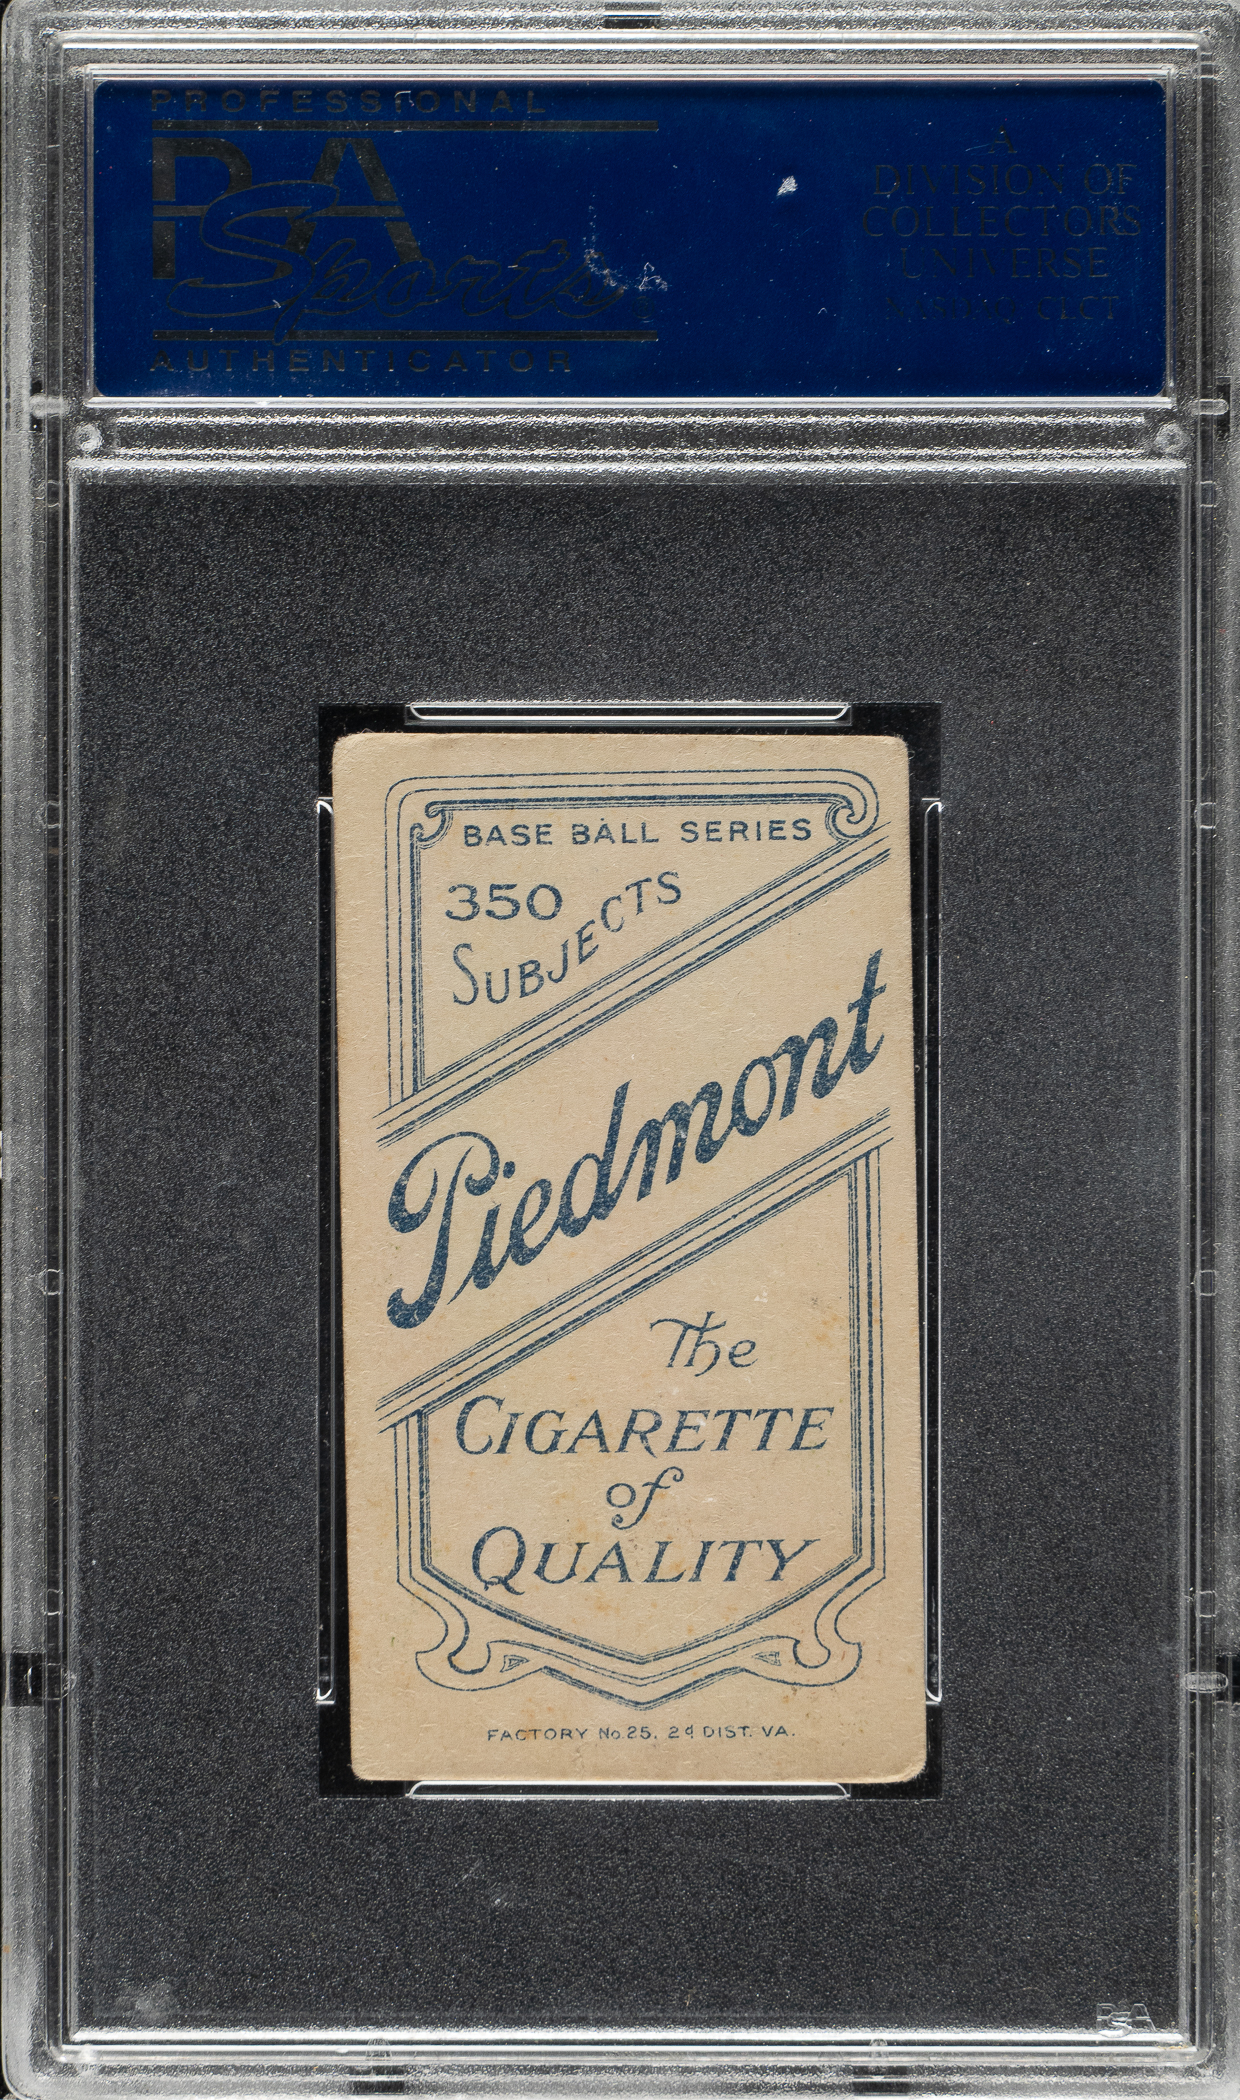 PROFESSIONAL
PSA
Sports
AUTHENTICATOR
A
DIVISION OF
COLLECTORS
UNIVERSE
NASDAQ: CLCT
BASE BALL SERIES
350
SUBJECTS
Piedmont
The
CIGARETTE
of
QUALITY
FACTORY No. 25, 2d DIST. VA.
PSA